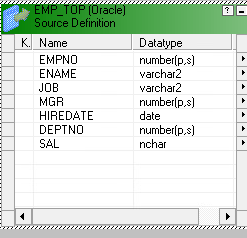 EMP_TOP (Oracle)
Source Definition
K. Name Datatype
EMPNO number(p,s)
ENAME varchar2
JOB varchar2
MGR number(p,s)
HIREDATE date
DEPTNO number(p,s)
SAL nchar